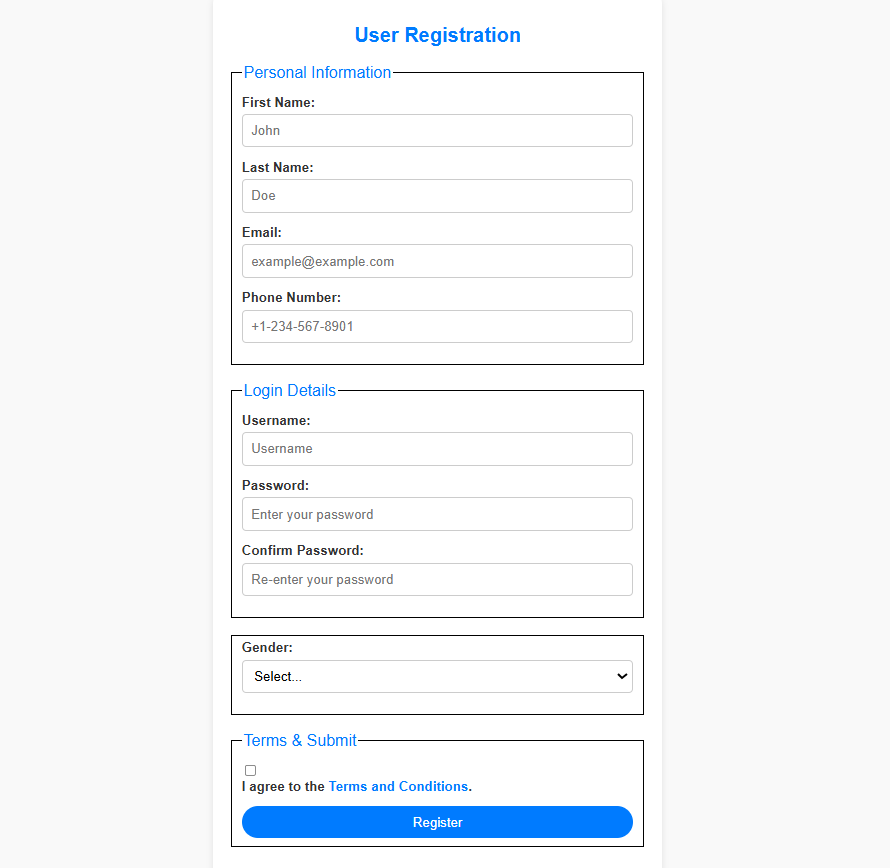 User Registration
Personal Information
First Name:
John
Last Name:
Doe
Email:
example@example.com
Phone Number:
+1-234-567-8901
Login Details
Username:
Username
Password:
Enter your password
Confirm Password:
Re-enter your password
Gender:
Select...
Terms & Submit
I agree to the Terms and Conditions.
Register